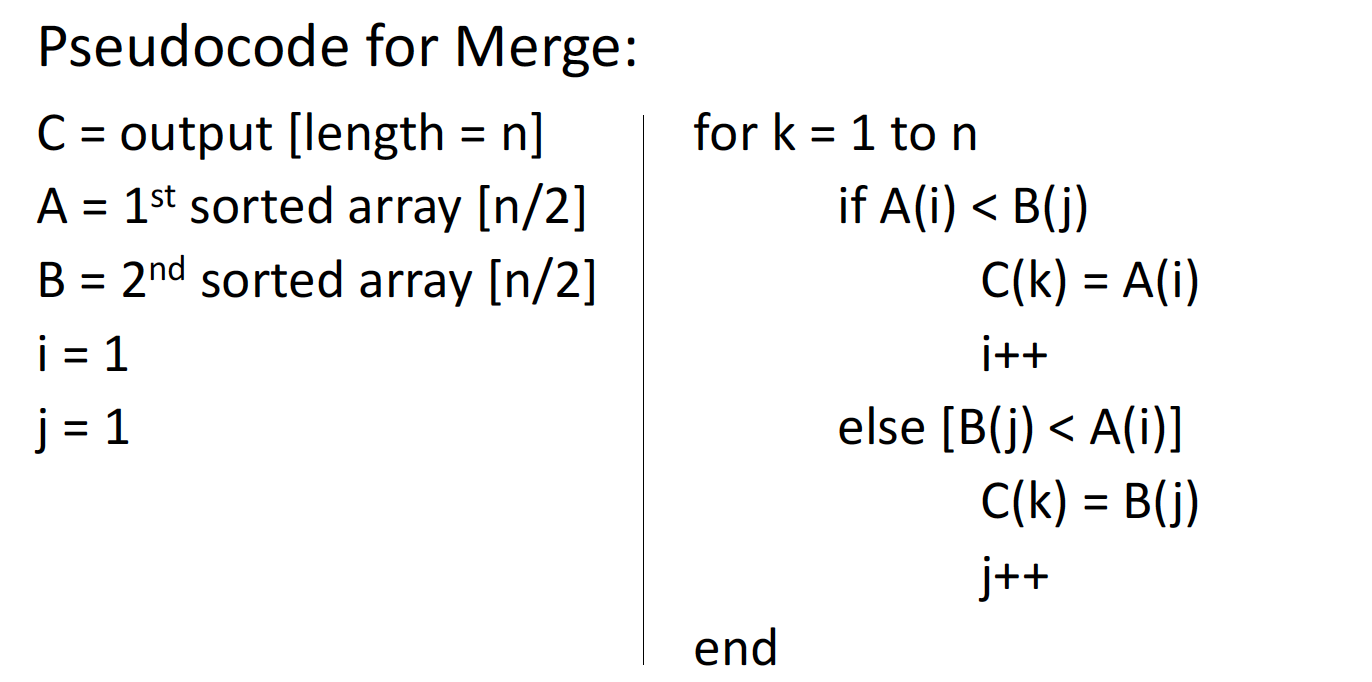 Pseudocode for Merge:
C = output [length = n]
A = 1st sorted array [n/2]
B = 2nd sorted array [n/2]
i = 1
j = 1
for k = 1 to n
if A(i) < B(j)
C(k) = A(i)
i++
else [B(j) < A(i)]
C(k) = B(j)
j++
end